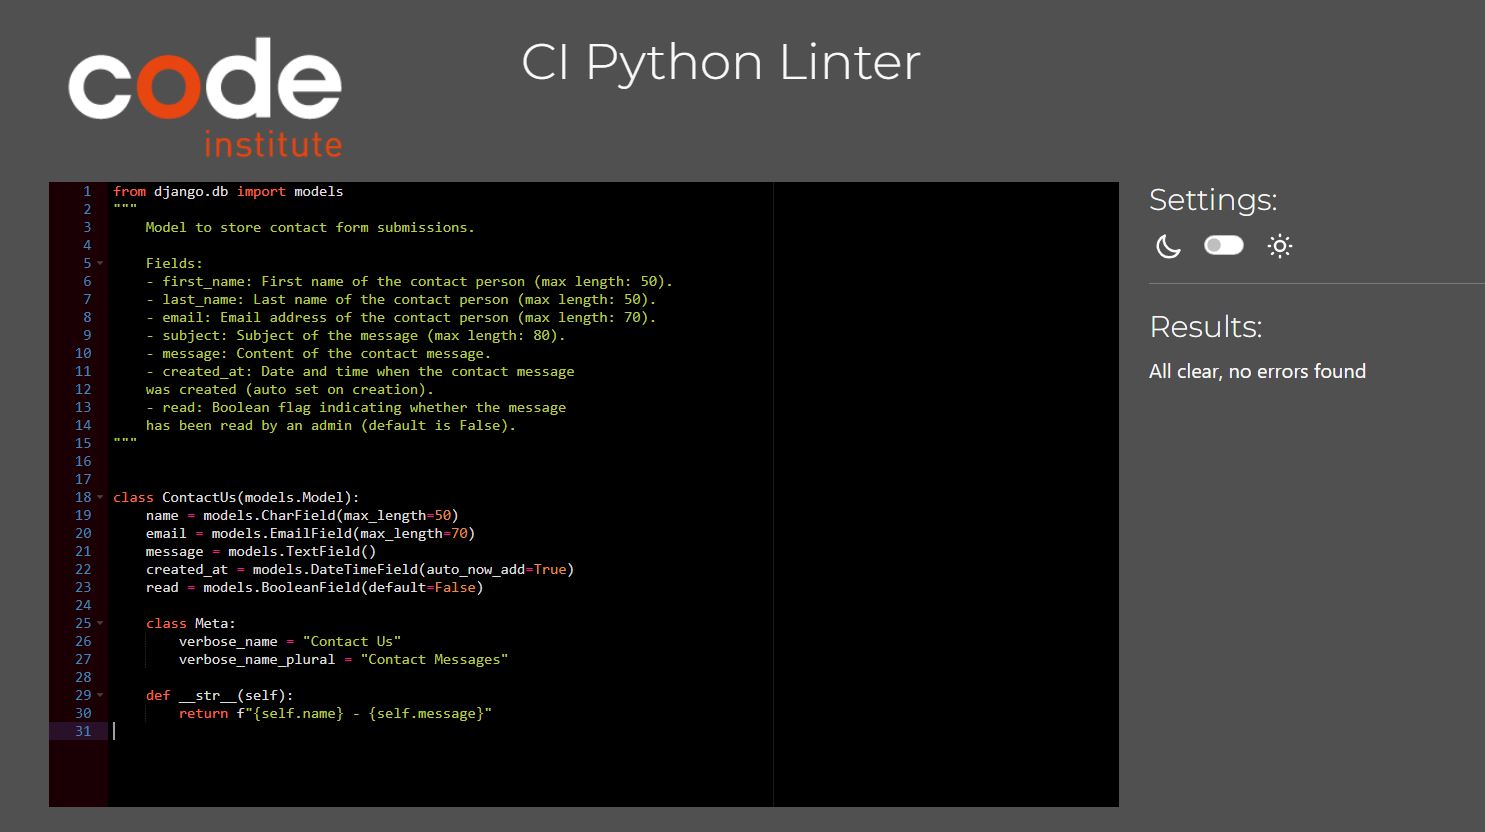 code
institute
CI Python Linter
1 from django.db import models
2 """
3     Model to store contact form submissions.
4
5     Fields:
6     - first_name: First name of the contact person (max length: 50).
7     - last_name: Last name of the contact person (max length: 50).
8     - email: Email address of the contact person (max length: 70).
9     - subject: Subject of the message (max length: 80).
10     - message: Content of the contact message.
11     - created_at: Date and time when the contact message
12     was created (auto set on creation).
13     - read: Boolean flag indicating whether the message
14     has been read by an admin (default is False).
15 """
16
17
18 class ContactUs(models.Model):
19     name = models.CharField(max_length=50)
20     email = models.EmailField(max_length=70)
21     message = models.TextField()
22     created_at = models.DateTimeField(auto_now_add=True)
23     read = models.BooleanField(default=False)
24
25     class Meta:
26         verbose_name = "Contact Us"
27         verbose_name_plural = "Contact Messages"
28
29     def __str__(self):
30         return f"{self.name} - {self.message}"
31
Settings:
Results:
All clear, no errors found